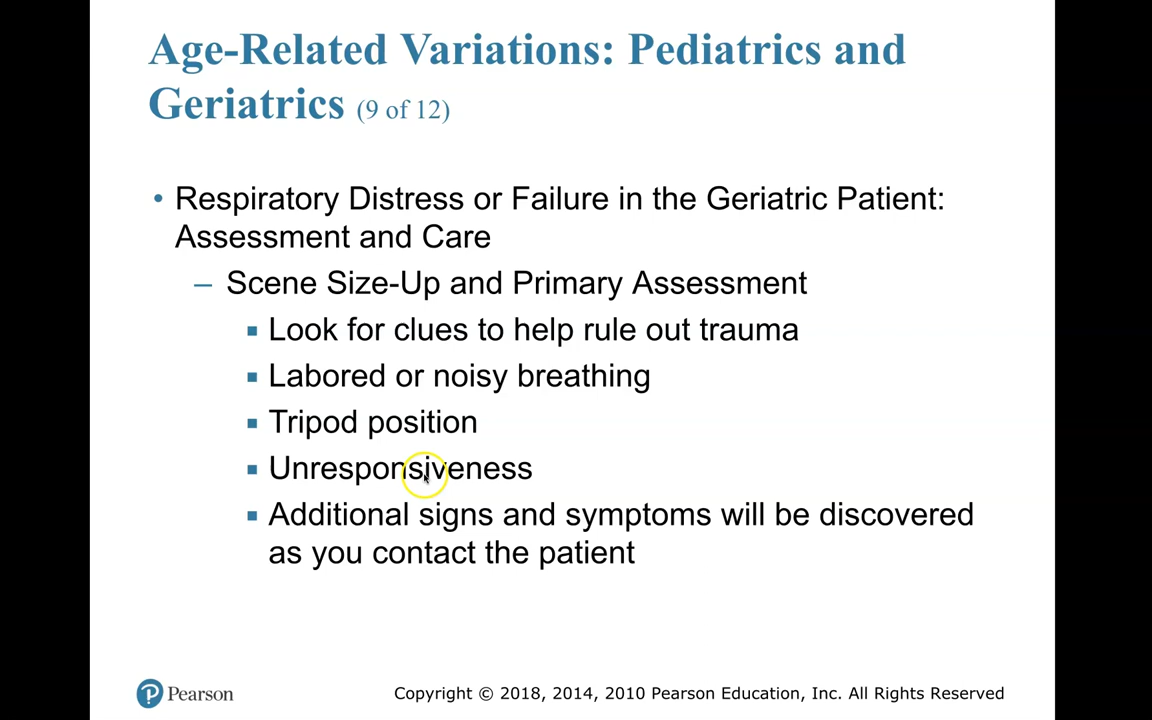 Age-Related Variations: Pediatrics and
Geriatrics (9 of 12)
• Respiratory Distress or Failure in the Geriatric Patient:
Assessment and Care
– Scene Size-Up and Primary Assessment
▪ Look for clues to help rule out trauma
▪ Labored or noisy breathing
▪ Tripod position
▪ Unresponsiveness
▪ Additional signs and symptoms will be discovered
as you contact the patient
Pearson
Copyright © 2018, 2014, 2010 Pearson Education, Inc. All Rights Reserved